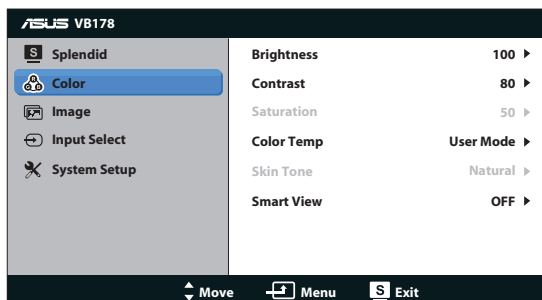 ASUS VB178
S Splendid
Color
Image
Input Select
System Setup
Brightness 100
Contrast 80
Saturation 50
Color Temp User Mode
Skin Tone Natural
Smart View OFF
Move Menu S Exit